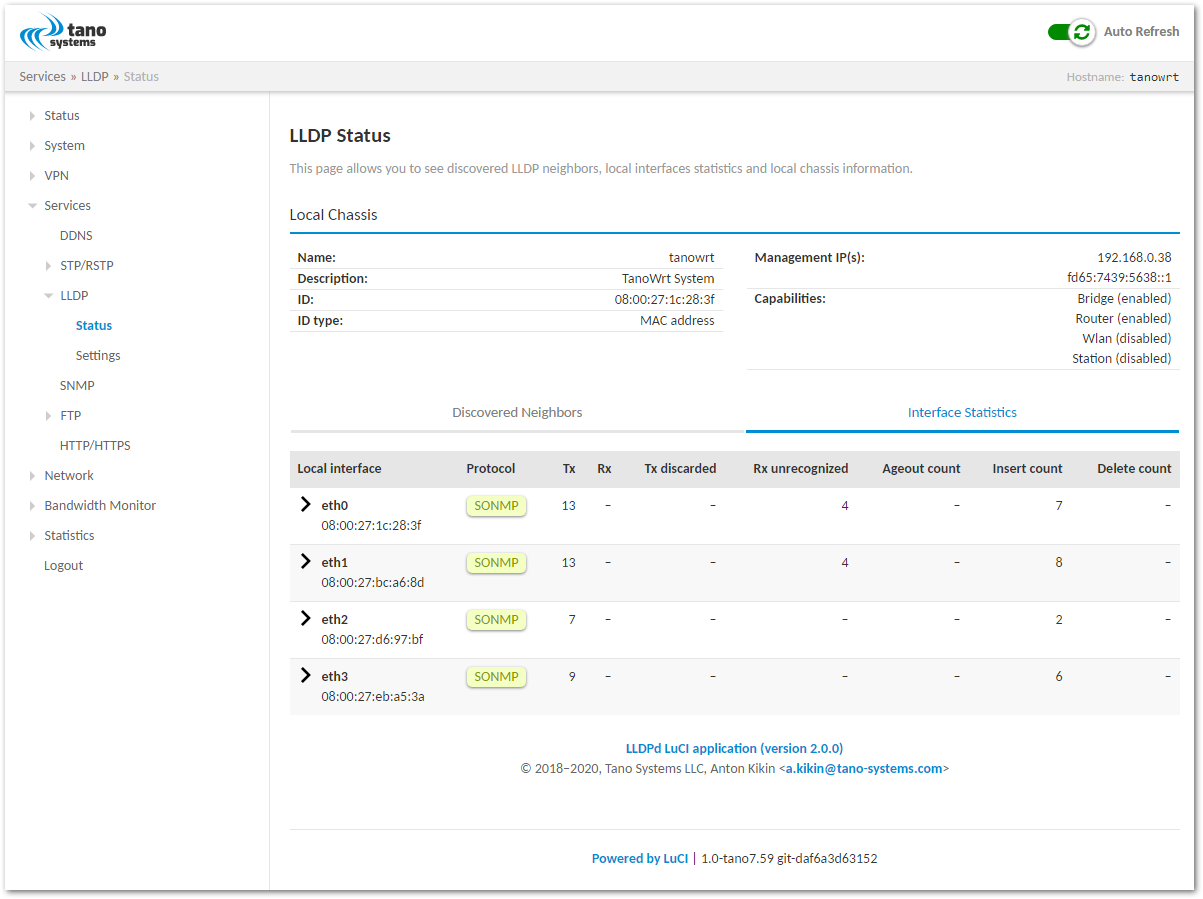 tano
systems
Auto Refresh
Services » LLDP » Status
Hostname: tanowrt
Status
System
VPN
Services
DDNS
STP/RSTP
LLDP
Status
Settings
SNMP
FTP
HTTP/HTTPS
Network
Bandwidth Monitor
Statistics
Logout
LLDP Status
This page allows you to see discovered LLDP neighbors, local interfaces statistics and local chassis information.
Local Chassis
Name: tanowrt
Description: TanoWrt System
ID: 08:00:27:1c:28:3f
ID type: MAC address
Management IP(s): 192.168.0.38
fd65:7439:5638::1
Capabilities: Bridge (enabled)
Router (enabled)
Wlan (disabled)
Station (disabled)
Discovered Neighbors Interface Statistics
Local interface Protocol Tx Rx Tx discarded Rx unrecognized Ageout count Insert count Delete count
eth0 SONMP 13 – – 4 – 7 –
08:00:27:1c:28:3f
eth1 SONMP 13 – – 4 – 8 –
08:00:27:bc:a6:8d
eth2 SONMP 7 – – – – 2 –
08:00:27:d6:97:bf
eth3 SONMP 9 – – – – 6 –
08:00:27:eb:a5:3a
LLDPd LuCI application (version 2.0.0)
© 2018–2020, Tano Systems LLC, Anton Kikin <a.kikin@tano-systems.com>
Powered by LuCI | 1.0-tano7.59 git-daf6a3d63152